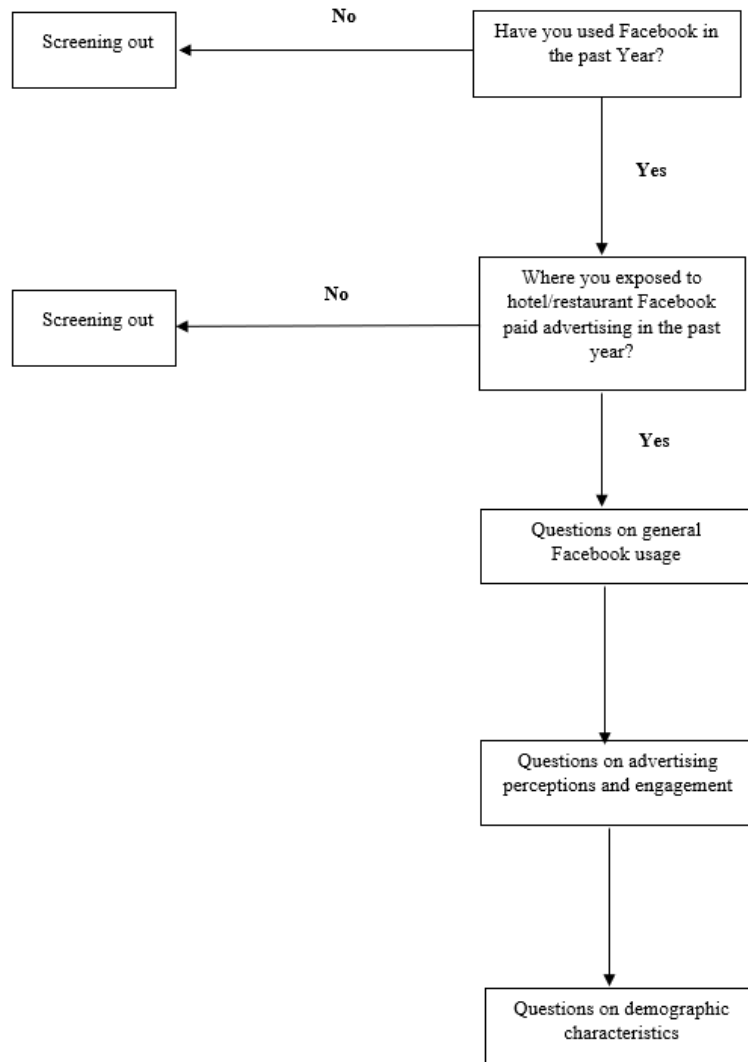 No
Screening out
Have you used Facebook in
the past Year?
Yes
No
Screening out
Where you exposed to
hotel/restaurant Facebook
paid advertising in the past
year?
Yes
Questions on general
Facebook usage
Questions on advertising
perceptions and engagement
Questions on demographic
characteristics